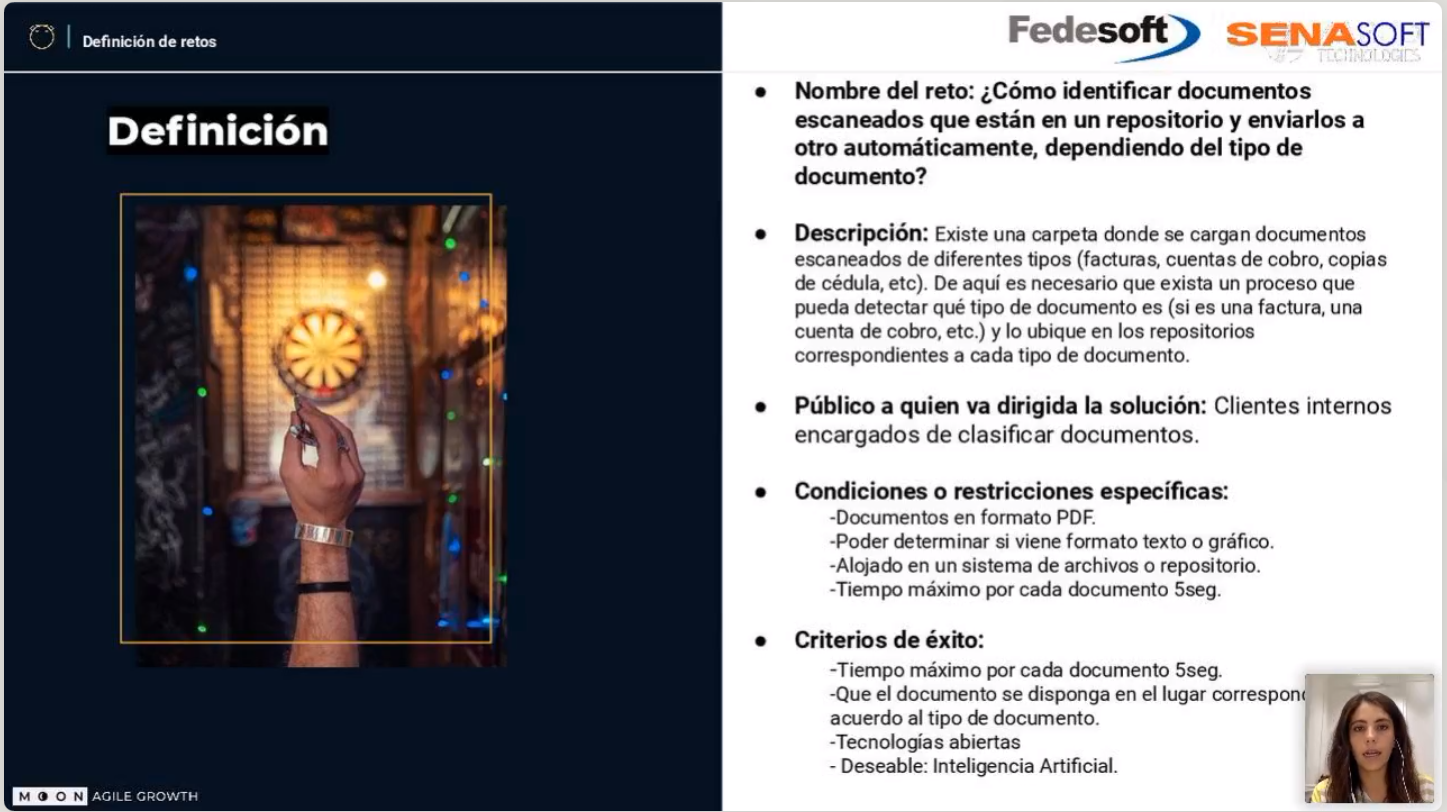 Definición de retos
Fedesoft
SENASOFT
TECHNOLOGIES
Definición
● Nombre del reto: ¿Cómo identificar documentos
escaneados que están en un repositorio y enviarlos a
otro automáticamente, dependiendo del tipo de
documento?
● Descripción: Existe una carpeta donde se cargan documentos
escaneados de diferentes tipos (facturas, cuentas de cobro, copias
de cédula, etc). De aquí es necesario que exista un proceso que
pueda detectar qué tipo de documento es (si es una factura, una
cuenta de cobro, etc.) y lo ubique en los repositorios
correspondientes a cada tipo de documento.
● Público a quien va dirigida la solución: Clientes internos
encargados de clasificar documentos.
● Condiciones o restricciones específicas:
-Documentos en formato PDF.
-Poder determinar si viene formato texto o gráfico.
-Alojado en un sistema de archivos o repositorio.
-Tiempo máximo por cada documento 5seg.
● Criterios de éxito:
-Tiempo máximo por cada documento 5seg.
-Que el documento se disponga en el lugar correspon
acuerdo al tipo de documento.
-Tecnologías abiertas
- Deseable: Inteligencia Artificial.
MOON AGILE GROWTH